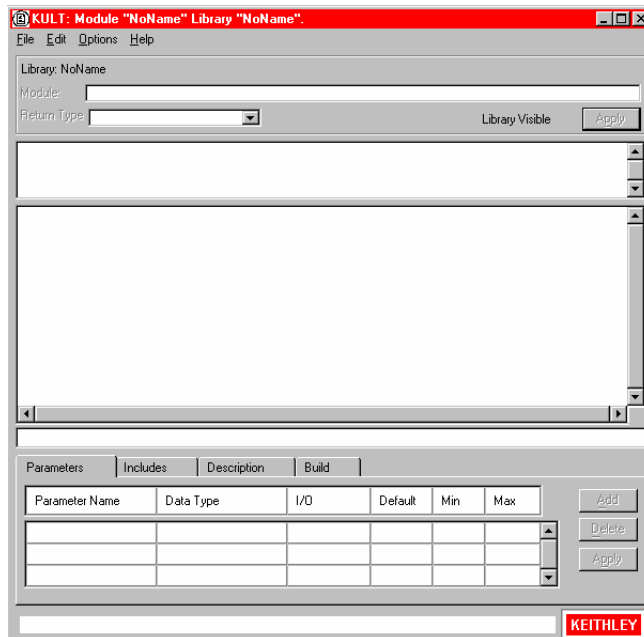 KULT: Module "NoName" Library "NoName".
File Edit Options Help
Library: NoName
Module:
Return Type
Library Visible
Apply
Parameters Includes Description Build
Parameter Name Data Type I/O Default Min Max
Add
Delete
Apply
KEITHLEY